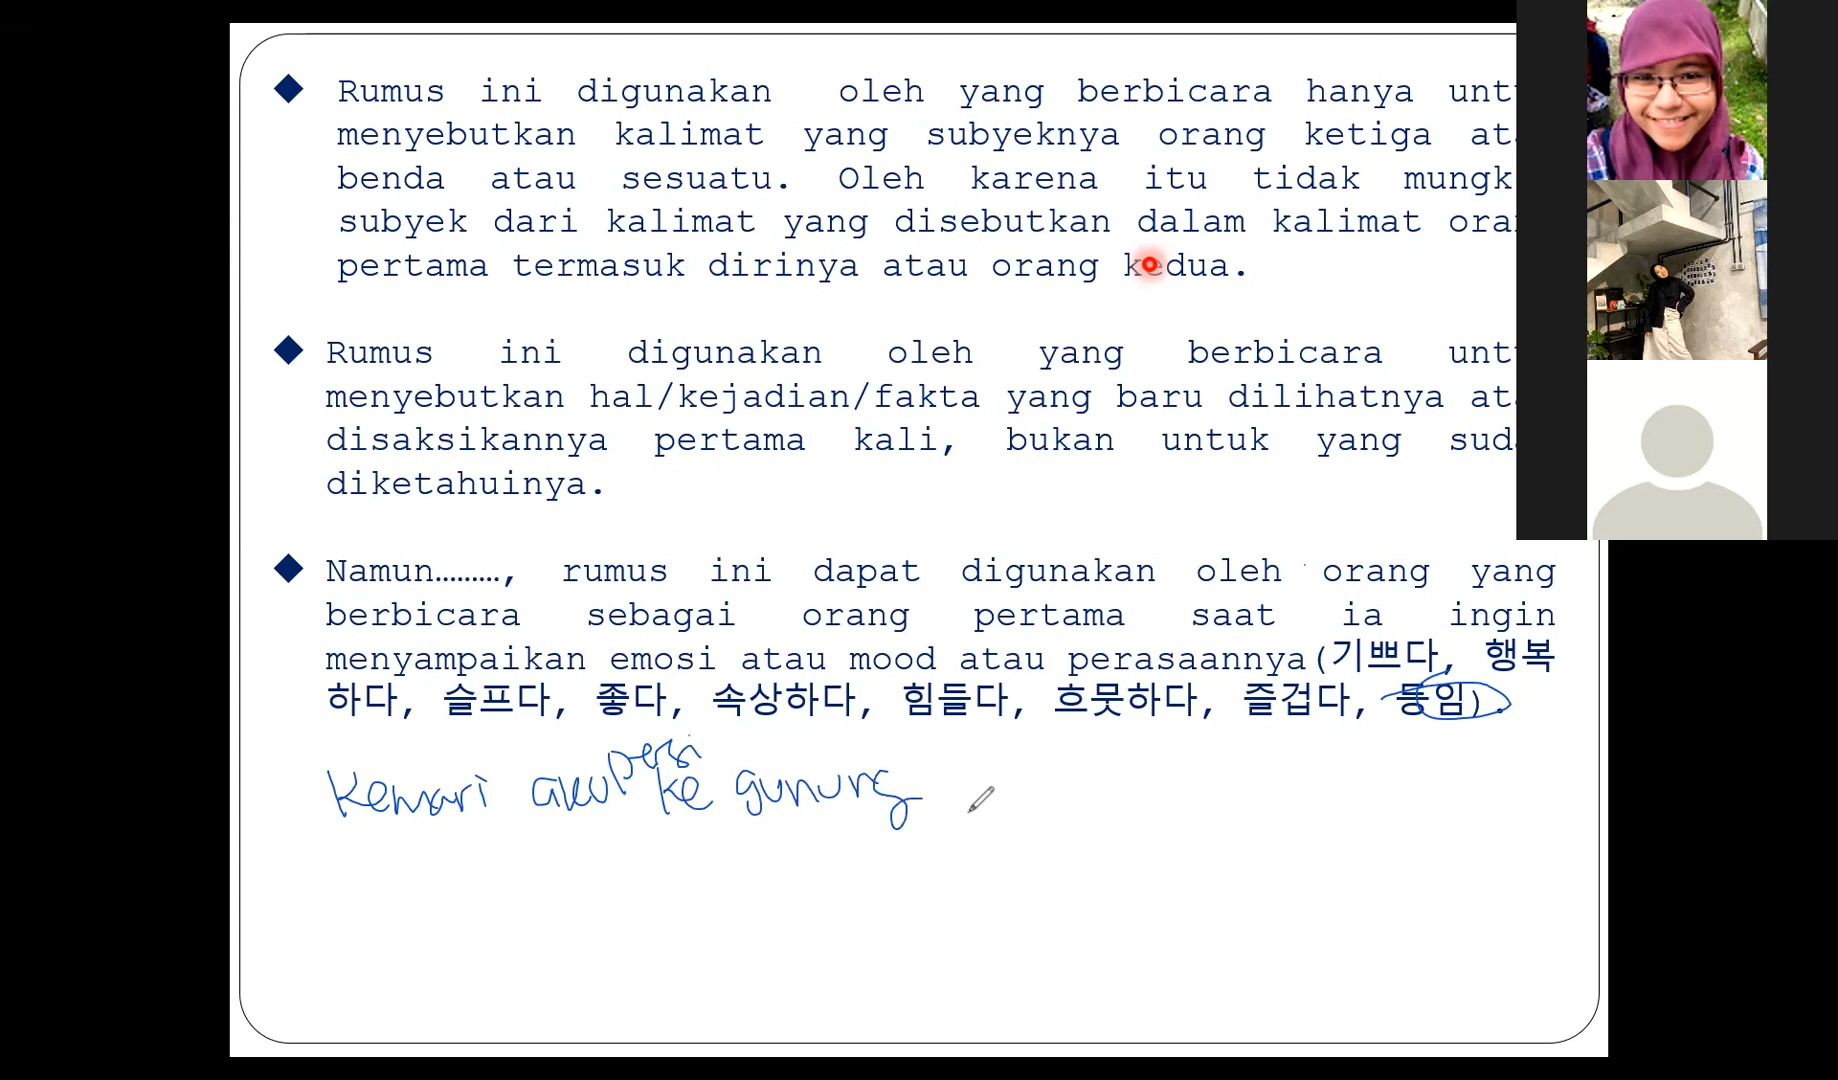 Rumus ini digunakan oleh yang berbicara hanya unt
menyebutkan kalimat yang subyeknya orang ketiga at
benda atau sesuatu. Oleh karena itu tidak mungk
subyek dari kalimat yang disebutkan dalam kalimat ora
pertama termasuk dirinya atau orang kedua.
Rumus ini digunakan oleh yang berbicara unt
menyebutkan hal/kejadian/fakta yang baru dilihatnya at
disaksikannya pertama kali, bukan untuk yang sud
diketahuinya.
Namun………, rumus ini dapat digunakan oleh orang yang
berbicara sebagai orang pertama saat ia ingin
menyampaikan emosi atau mood atau perasaannya(기쁘다, 행복
하다, 슬프다, 좋다, 속상하다, 힘들다, 흐뭇하다, 즐겁다, 등임).
persi
Kemari aku ke gunung